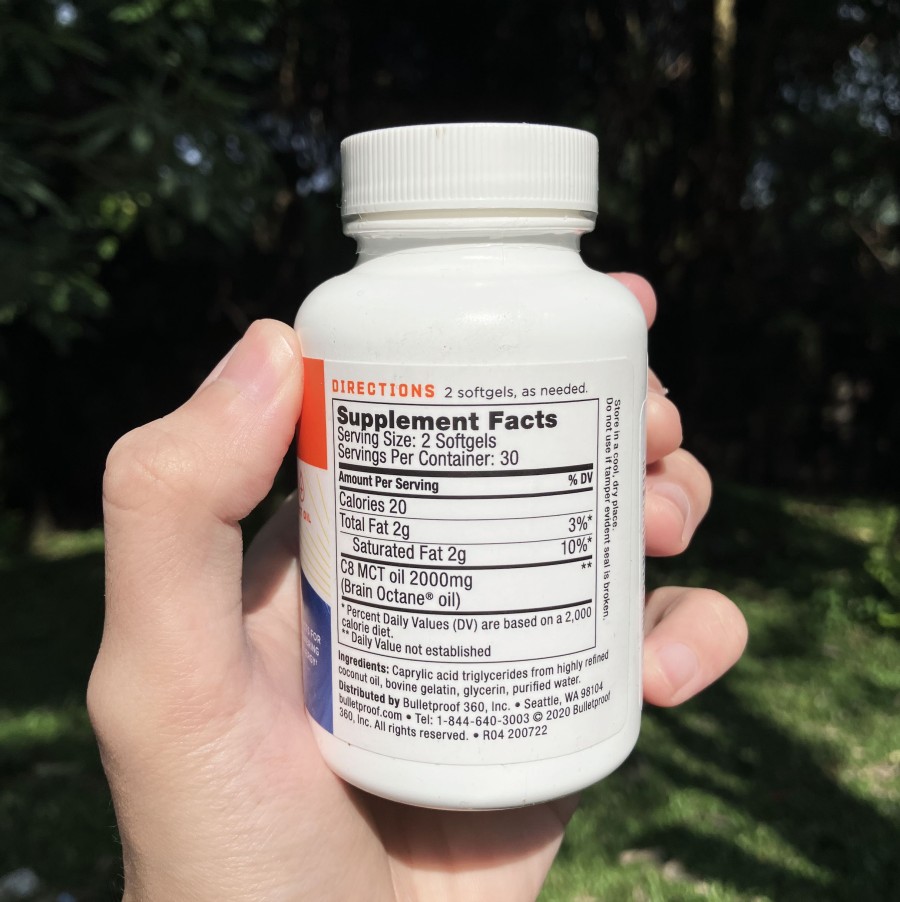 DIRECTIONS 2 softgels, as needed.
Supplement Facts
Serving Size: 2 Softgels
Servings Per Container: 30
Amount Per Serving % DV
Calories 20
Total Fat 2g 3%*
Saturated Fat 2g 10%*
C8 MCT oil 2000mg **
(Brain Octane® oil)
* Percent Daily Values (DV) are based on a 2,000
calorie diet.
** Daily Value not established
Ingredients: Caprylic acid triglycerides from highly refined
coconut oil, bovine gelatin, glycerin, purified water.
Distributed by Bulletproof 360, Inc. • Seattle, WA 98104
bulletproof.com • Tel: 1-844-640-3003 © 2020 Bulletproof
360, Inc. All rights reserved. • R04 200722
Store in a cool, dry place.
Do not use if tamper evident seal is broken.
OIL
FOR